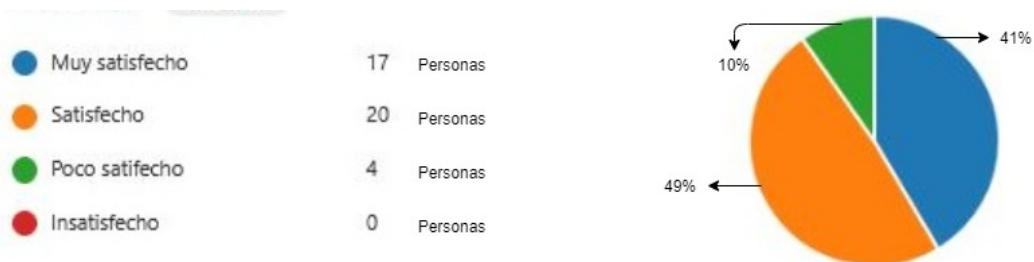 Muy satisfecho 17 Personas
Satisfecho 20 Personas
Poco satifecho 4 Personas
Insatisfecho 0 Personas
41%
10%
49%